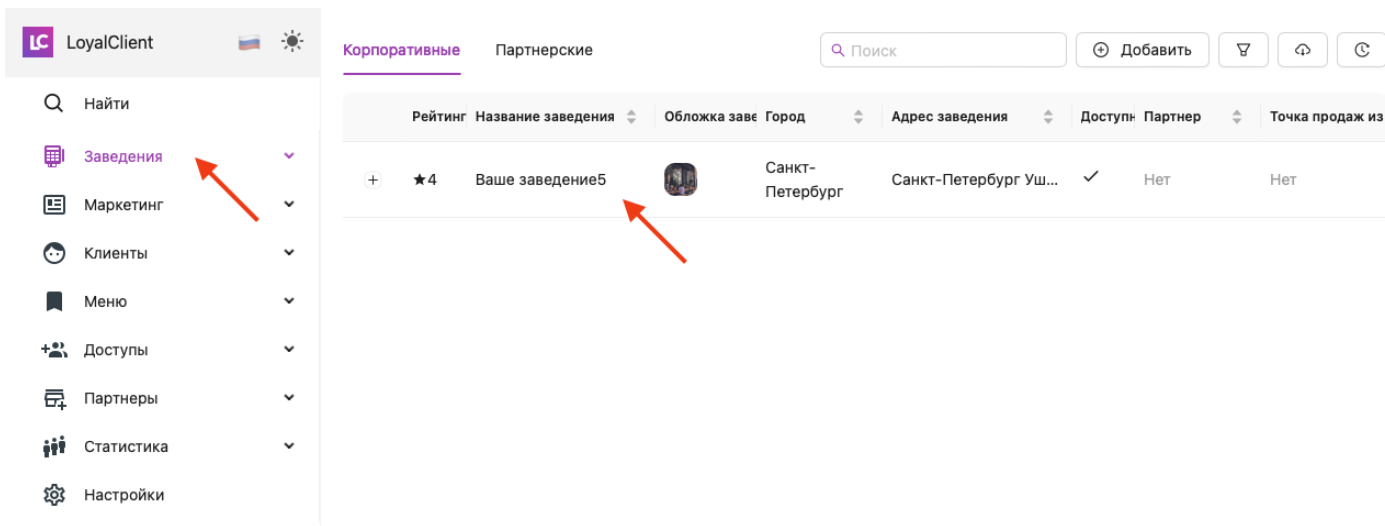 LC LoyalClient
Найти
Заведения
Маркетинг
Клиенты
Меню
Доступы
Партнеры
Статистика
Настройки
Корпоративные Партнерские Поиск Добавить
Рейтинг Название заведения Обложка заве Город Адрес заведения Доступн Партнер Точка продаж из
★4 Ваше заведение5 Санкт-
Петербург Санкт-Петербург Уш... Нет Нет